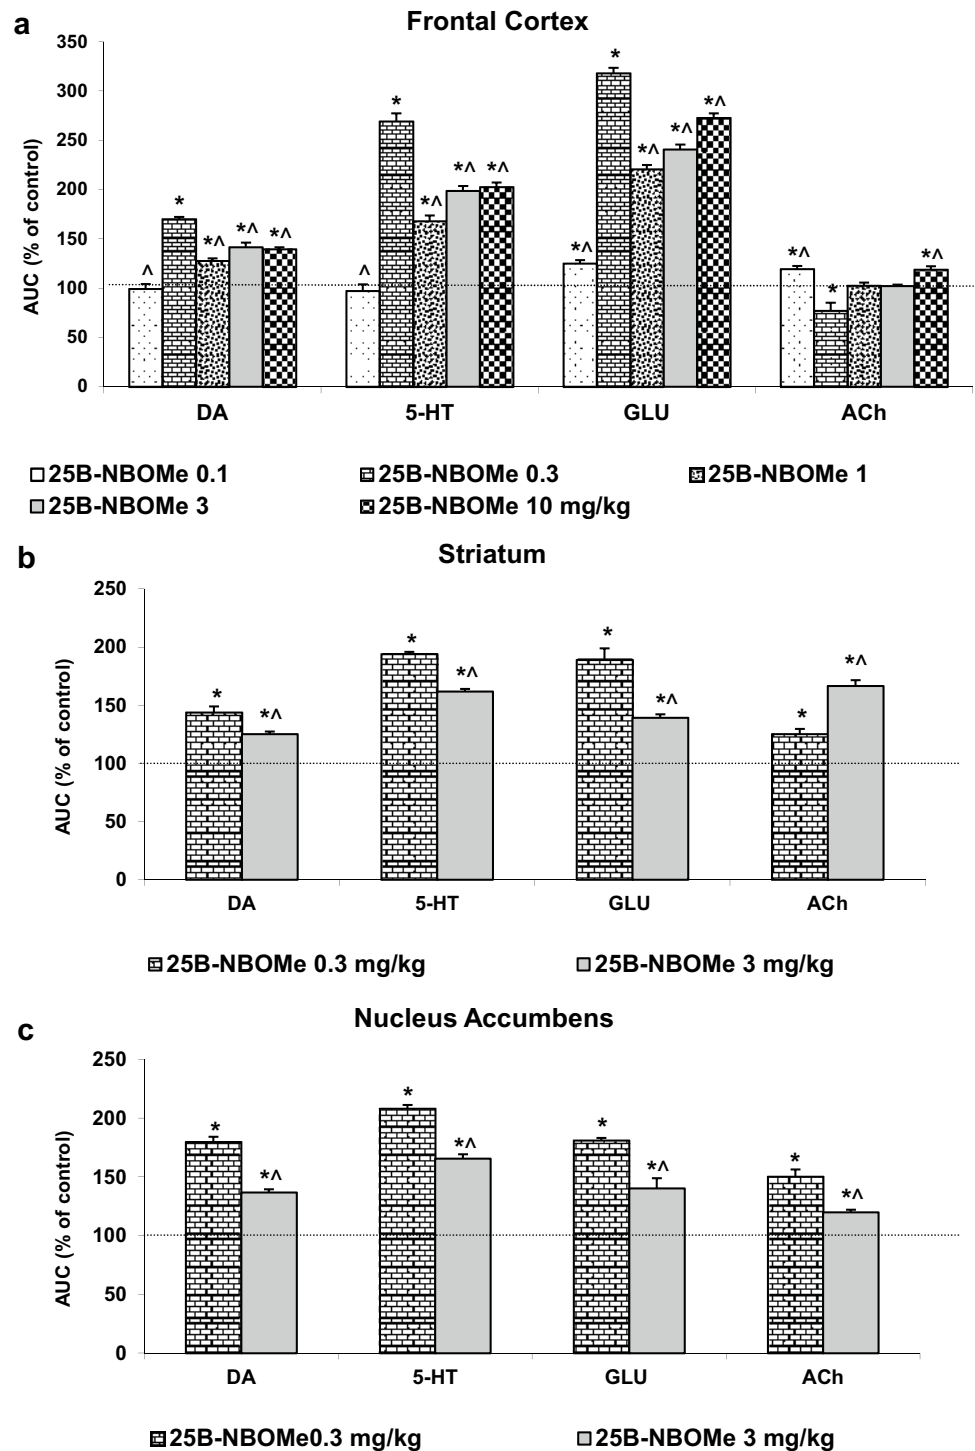 a
Frontal Cortex
AUC (% of control)
350
300
250
200
150
100
50
0
^ * *^ *^ *^
^ * *^ *^ *^
*^ * *^ *^ *^
*^ * *^
DA 5-HT GLU ACh
25B-NBOMe 0.1 25B-NBOMe 0.3 25B-NBOMe 1
25B-NBOMe 3 25B-NBOMe 10 mg/kg
b
Striatum
AUC (% of control)
250
200
150
100
50
0
* *^ * *^ * *^ * *^
DA 5-HT GLU ACh
25B-NBOMe 0.3 mg/kg 25B-NBOMe 3 mg/kg
c
Nucleus Accumbens
AUC (% of control)
250
200
150
100
50
0
* *^ * *^ * *^ * *^
DA 5-HT GLU ACh
25B-NBOMe0.3 mg/kg 25B-NBOMe 3 mg/kg